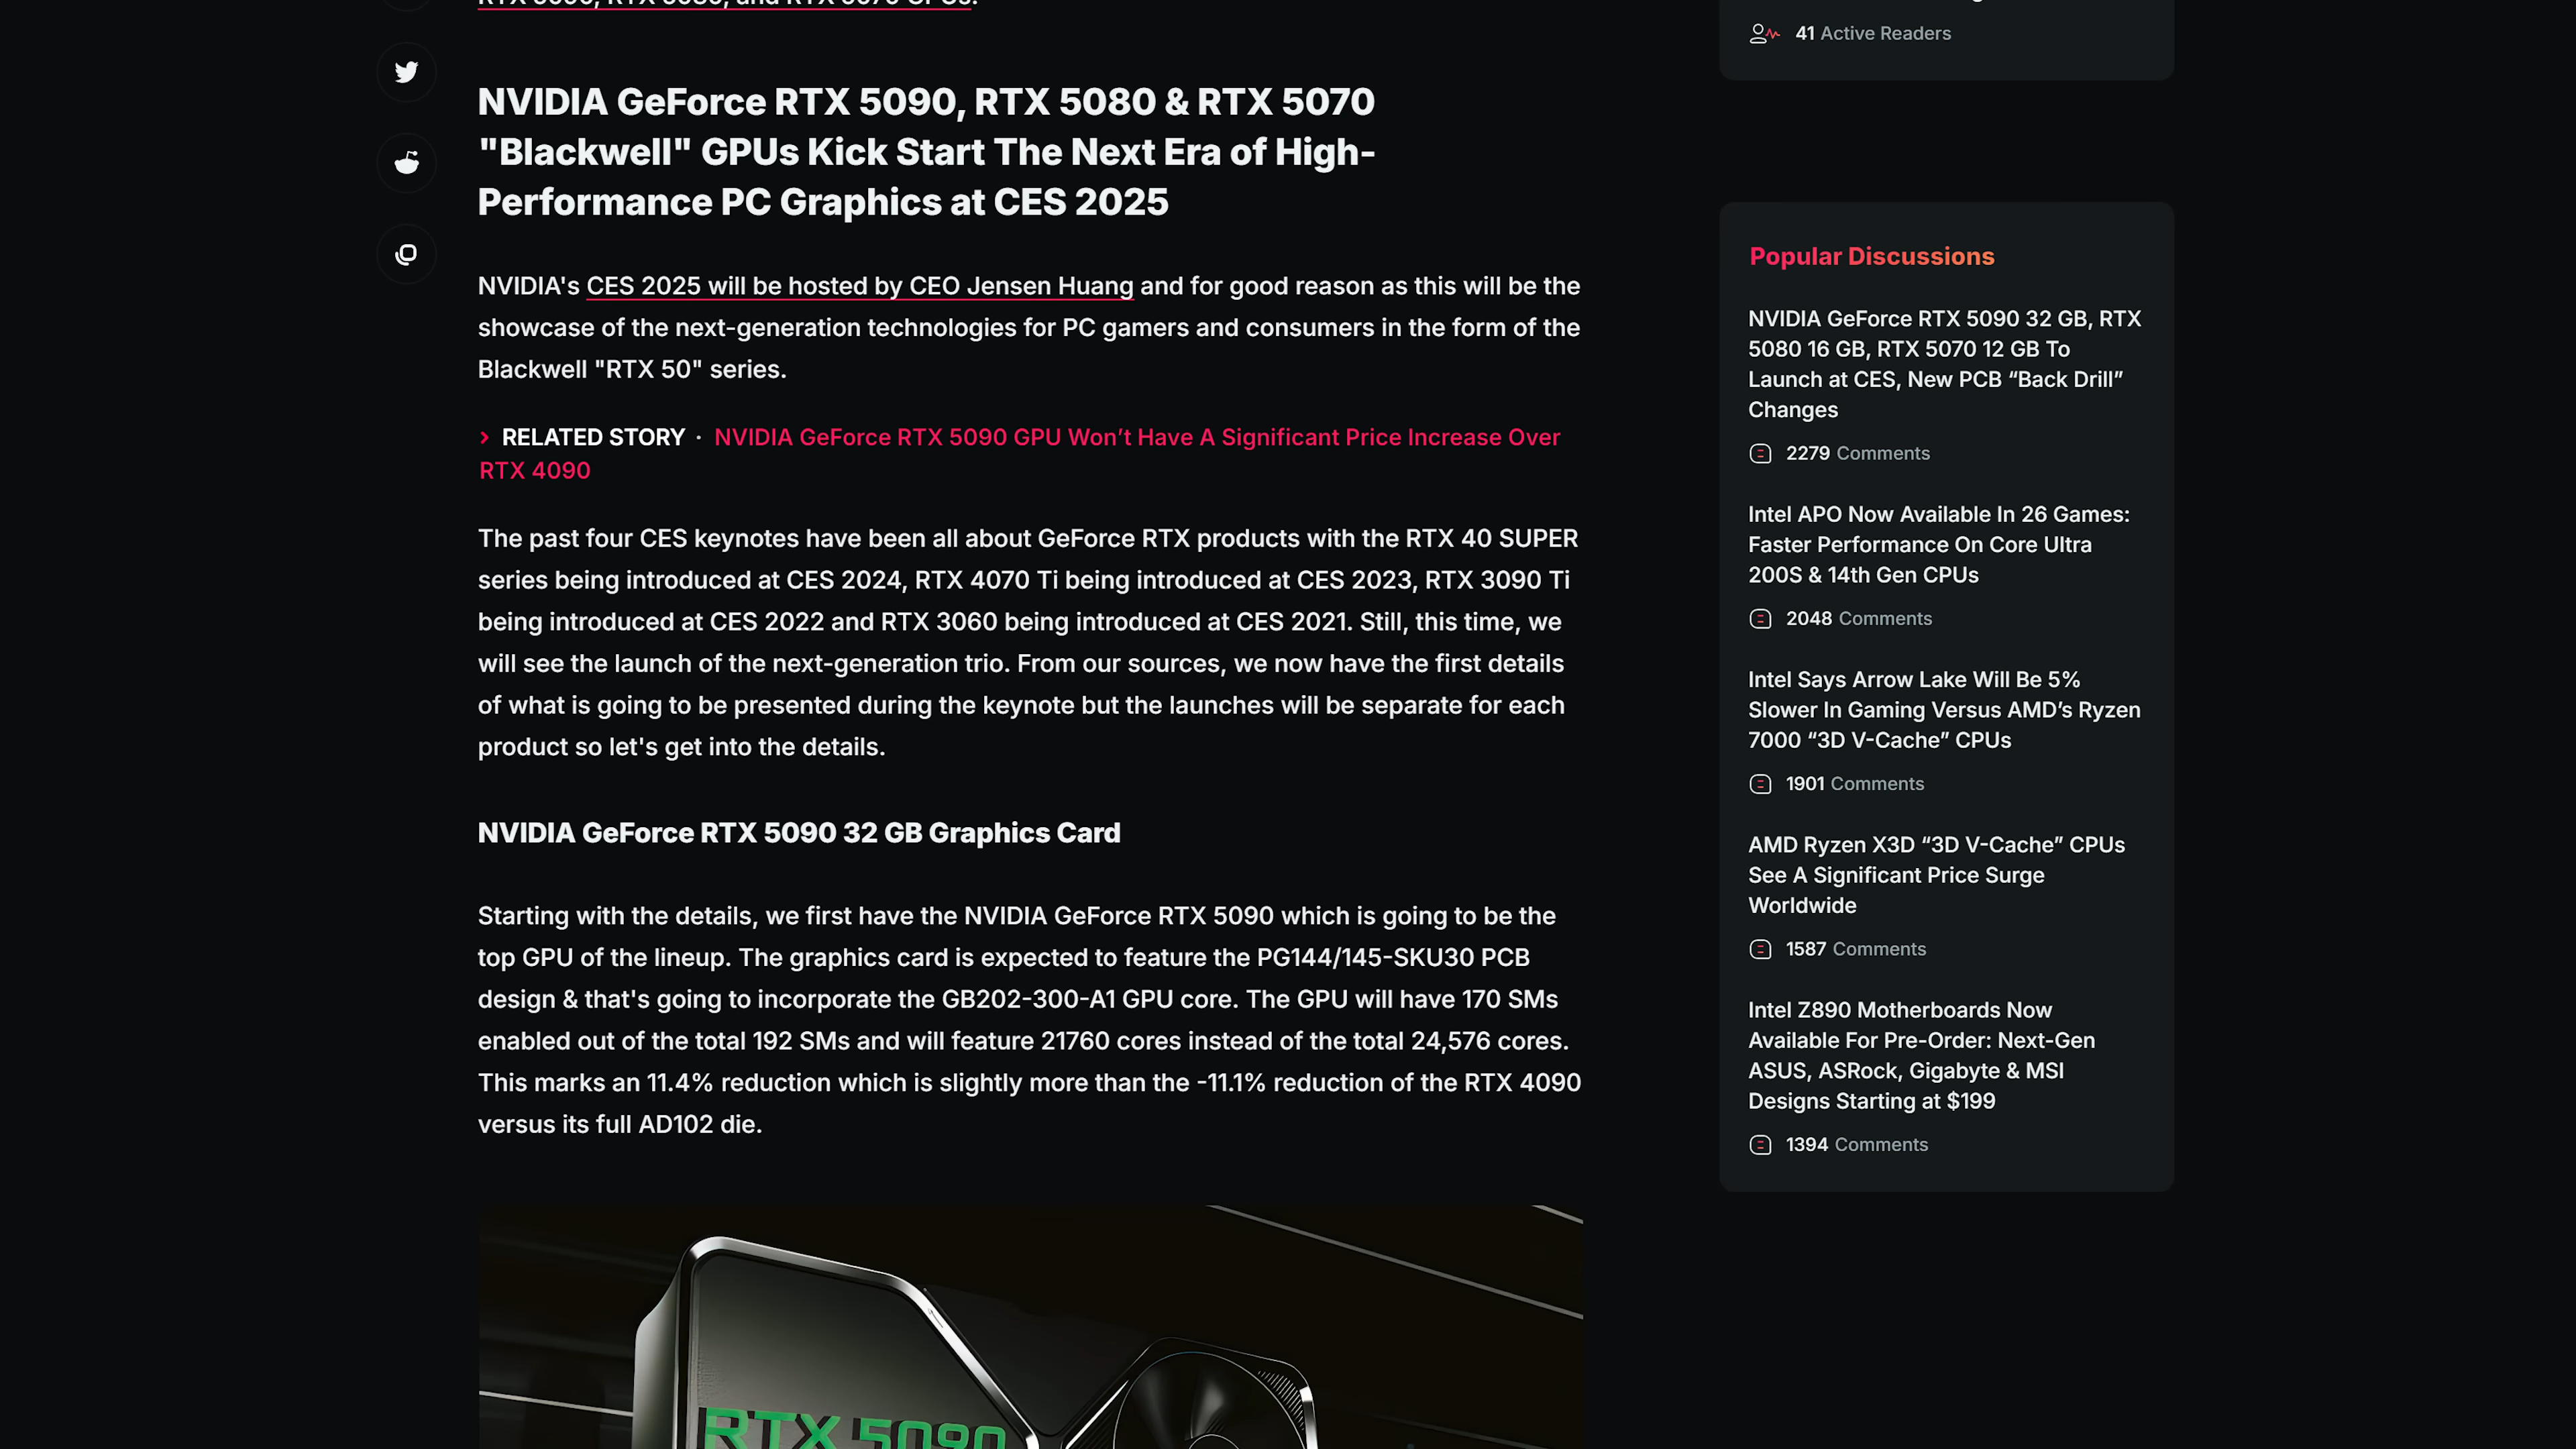 RTX 5090, RTX 5080, and RTX 5070 GPUs.
NVIDIA GeForce RTX 5090, RTX 5080 & RTX 5070
"Blackwell" GPUs Kick Start The Next Era of High-
Performance PC Graphics at CES 2025
NVIDIA's CES 2025 will be hosted by CEO Jensen Huang and for good reason as this will be the
showcase of the next-generation technologies for PC gamers and consumers in the form of the
Blackwell "RTX 50" series.
› RELATED STORY · NVIDIA GeForce RTX 5090 GPU Won’t Have A Significant Price Increase Over
RTX 4090
The past four CES keynotes have been all about GeForce RTX products with the RTX 40 SUPER
series being introduced at CES 2024, RTX 4070 Ti being introduced at CES 2023, RTX 3090 Ti
being introduced at CES 2022 and RTX 3060 being introduced at CES 2021. Still, this time, we
will see the launch of the next-generation trio. From our sources, we now have the first details
of what is going to be presented during the keynote but the launches will be separate for each
product so let's get into the details.
NVIDIA GeForce RTX 5090 32 GB Graphics Card
Starting with the details, we first have the NVIDIA GeForce RTX 5090 which is going to be the
top GPU of the lineup. The graphics card is expected to feature the PG144/145-SKU30 PCB
design & that's going to incorporate the GB202-300-A1 GPU core. The GPU will have 170 SMs
enabled out of the total 192 SMs and will feature 21760 cores instead of the total 24,576 cores.
This marks an 11.4% reduction which is slightly more than the -11.1% reduction of the RTX 4090
versus its full AD102 die.
RTX 5090
41 Active Readers
Popular Discussions
NVIDIA GeForce RTX 5090 32 GB, RTX
5080 16 GB, RTX 5070 12 GB To
Launch at CES, New PCB “Back Drill”
Changes
2279 Comments
Intel APO Now Available In 26 Games:
Faster Performance On Core Ultra
200S & 14th Gen CPUs
2048 Comments
Intel Says Arrow Lake Will Be 5%
Slower In Gaming Versus AMD’s Ryzen
7000 “3D V-Cache” CPUs
1901 Comments
AMD Ryzen X3D “3D V-Cache” CPUs
See A Significant Price Surge
Worldwide
1587 Comments
Intel Z890 Motherboards Now
Available For Pre-Order: Next-Gen
ASUS, ASRock, Gigabyte & MSI
Designs Starting at $199
1394 Comments